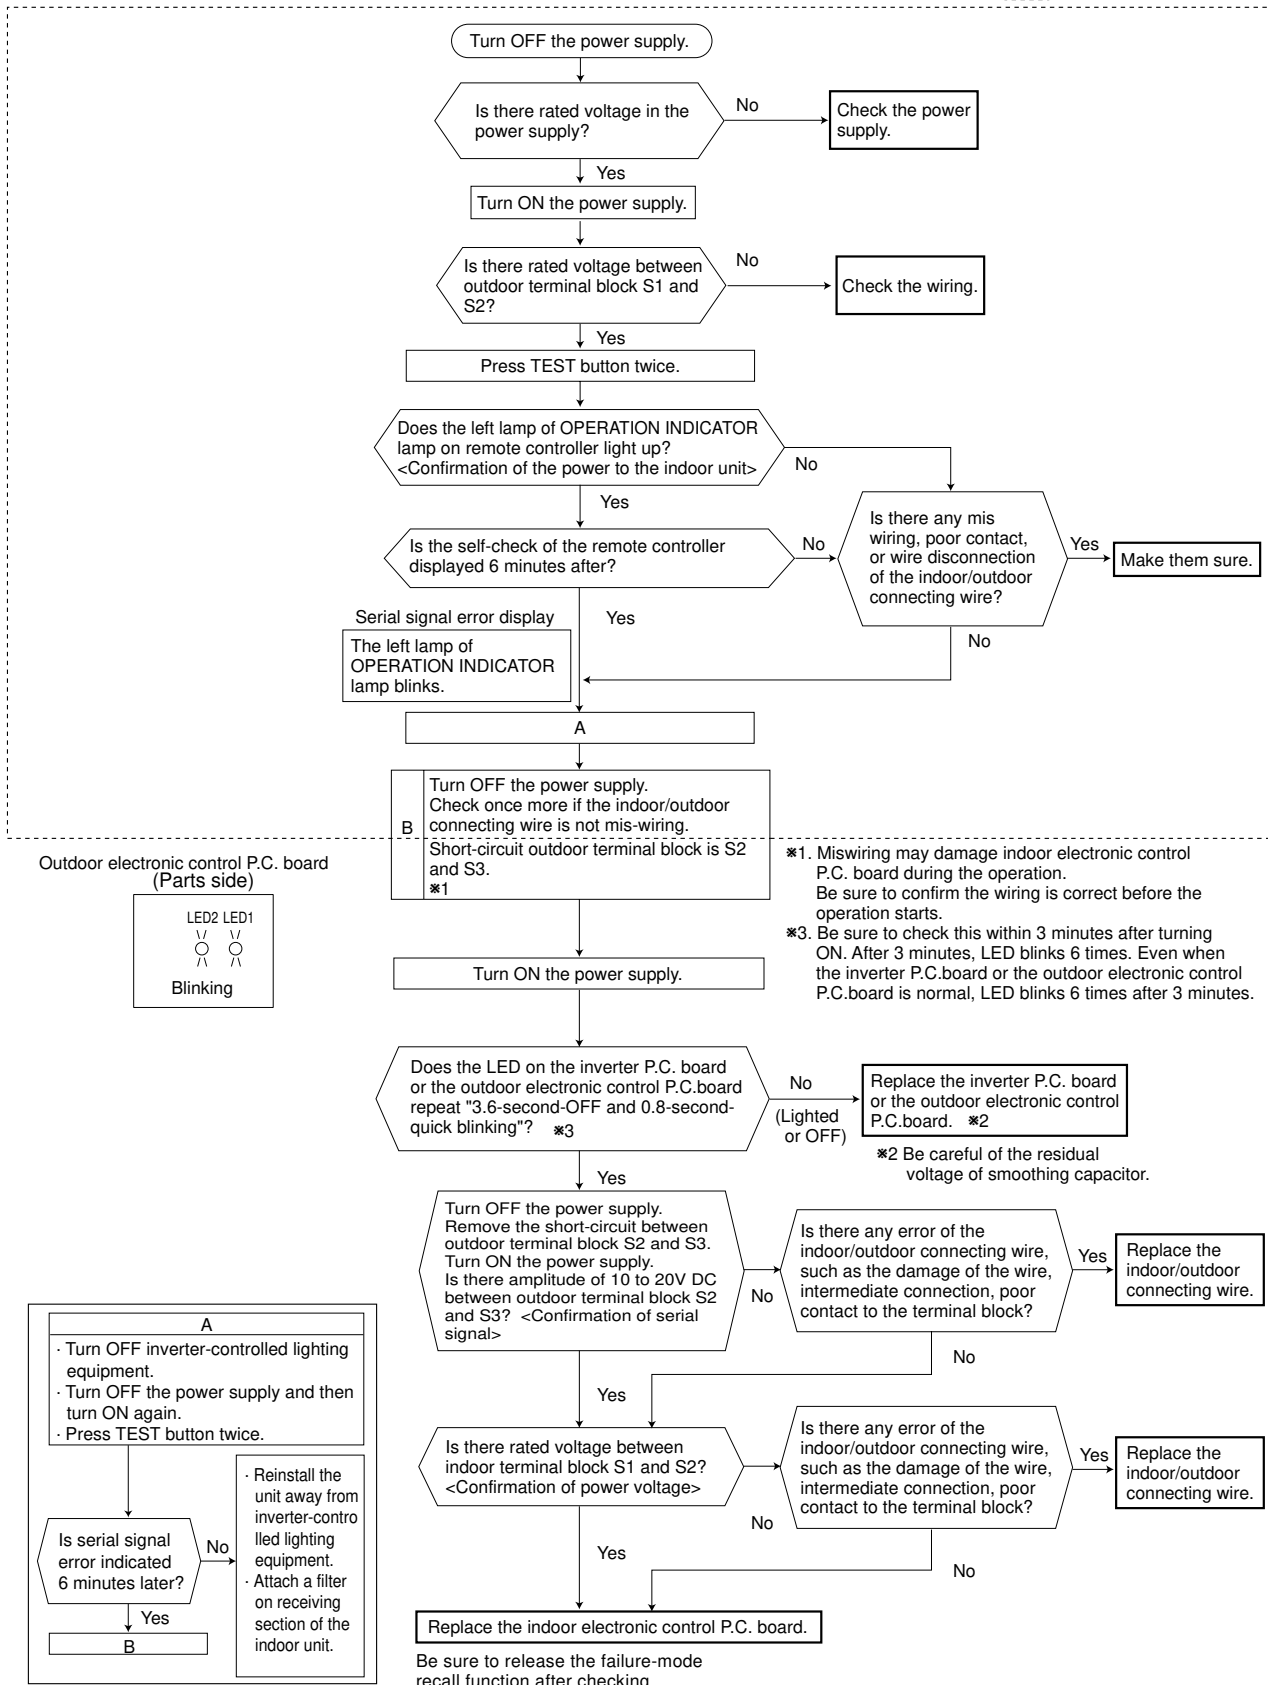 Turn OFF the power supply.
Is there rated voltage in the
power supply?
No
Check the power
supply.
Yes
Turn ON the power supply.
Is there rated voltage between
outdoor terminal block S1 and
S2?
No
Check the wiring.
Yes
Press TEST button twice.
Does the left lamp of OPERATION INDICATOR
lamp on remote controller light up?
<Confirmation of the power to the indoor unit>
No
Yes
Is the self-check of the remote controller
displayed 6 minutes after?
No
Is there any mis
wiring, poor contact,
or wire disconnection
of the indoor/outdoor
connecting wire?
Yes
Make them sure.
No
Yes
Serial signal error display
The left lamp of
OPERATION INDICATOR
lamp blinks.
A
B
Turn OFF the power supply.
Check once more if the indoor/outdoor
connecting wire is not mis-wiring.
Short-circuit outdoor terminal block is S2
and S3.
※1
Outdoor electronic control P.C. board
(Parts side)
LED2 LED1
Blinking
※1. Miswiring may damage indoor electronic control
P.C. board during the operation.
Be sure to confirm the wiring is correct before the
operation starts.
※3. Be sure to check this within 3 minutes after turning
ON. After 3 minutes, LED blinks 6 times. Even when
the inverter P.C.board or the outdoor electronic control
P.C.board is normal, LED blinks 6 times after 3 minutes.
Turn ON the power supply.
Does the LED on the inverter P.C. board
or the outdoor electronic control P.C.board
repeat "3.6-second-OFF and 0.8-second-
quick blinking"? ※3
No
(Lighted
or OFF)
Replace the inverter P.C. board
or the outdoor electronic control
P.C.board. ※2
※2 Be careful of the residual
voltage of smoothing capacitor.
Yes
Turn OFF the power supply.
Remove the short-circuit between
outdoor terminal block S2 and S3.
Turn ON the power supply.
Is there amplitude of 10 to 20V DC
between outdoor terminal block S2
and S3? <Confirmation of serial
signal>
No
Is there any error of the
indoor/outdoor connecting wire,
such as the damage of the wire,
intermediate connection, poor
contact to the terminal block?
Yes
Replace the
indoor/outdoor
connecting wire.
No
Yes
Is there rated voltage between
indoor terminal block S1 and S2?
<Confirmation of power voltage>
No
Is there any error of the
indoor/outdoor connecting wire,
such as the damage of the wire,
intermediate connection, poor
contact to the terminal block?
Yes
Replace the
indoor/outdoor
connecting wire.
No
Yes
Replace the indoor electronic control P.C. board.
Be sure to release the failure-mode
recall function after checking
A
· Turn OFF inverter-controlled lighting
equipment.
· Turn OFF the power supply and then
turn ON again.
· Press TEST button twice.
Is serial signal
error indicated
6 minutes later?
No
· Reinstall the
unit away from
inverter-contro
lled lighting
equipment.
· Attach a filter
on receiving
section of the
indoor unit.
Yes
B